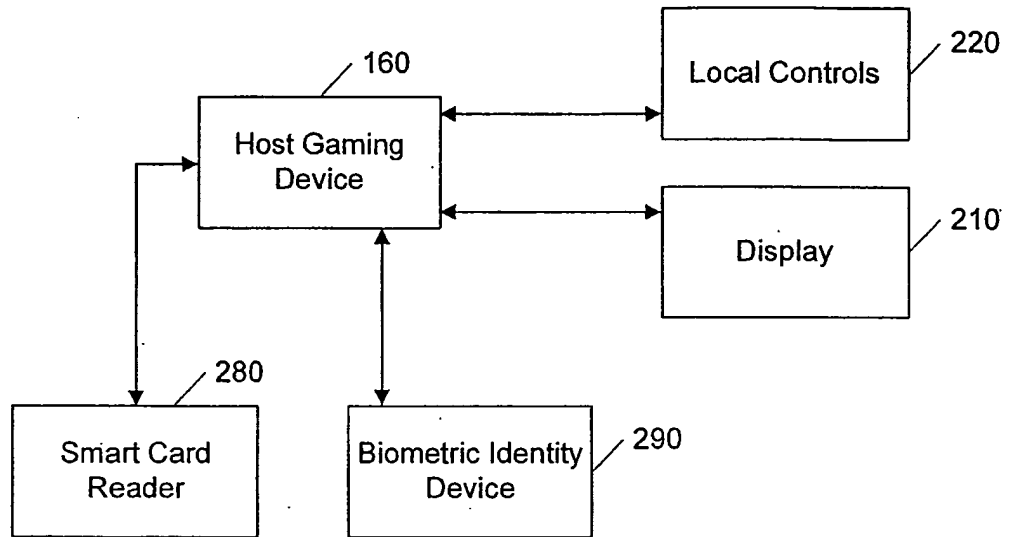 160
Host Gaming
Device
Local Controls
220
Display
210
280
Smart Card
Reader
Biometric Identity
Device
290